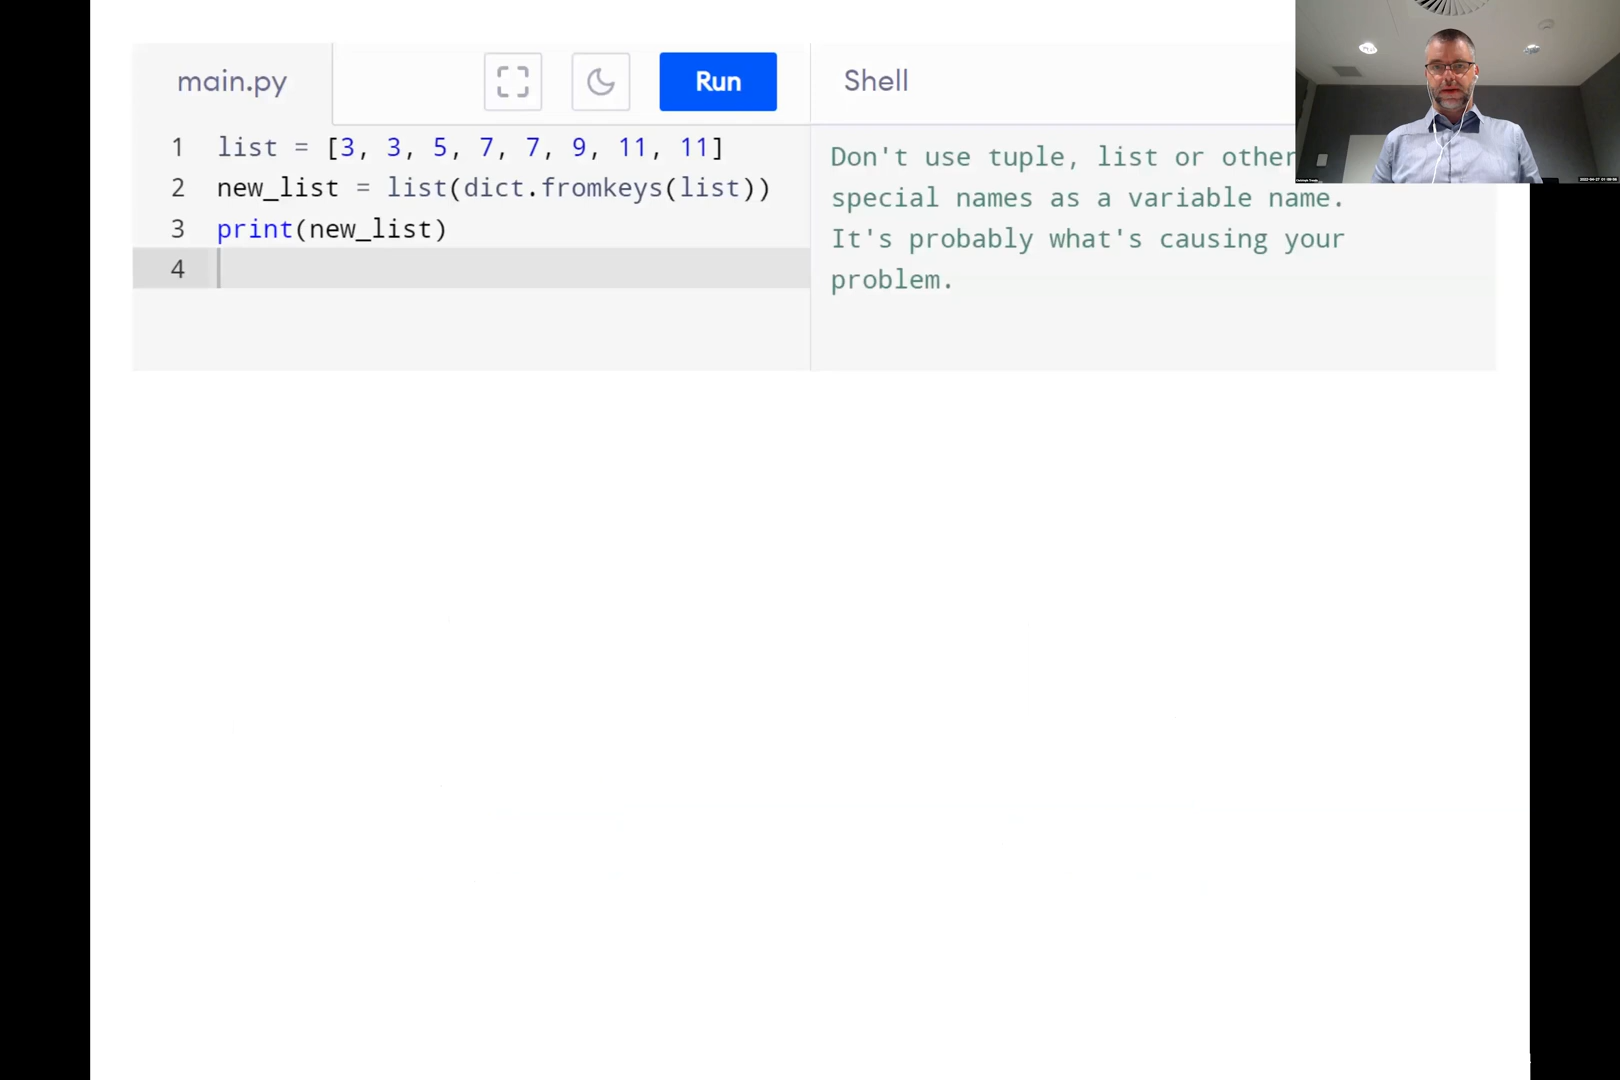 main.py
Run
1 list = [3, 3, 5, 7, 7, 9, 11, 11]
2 new_list = list(dict.fromkeys(list))
3 print(new_list)
4
Shell
Don't use tuple, list or other
special names as a variable name.
It's probably what's causing your
problem.